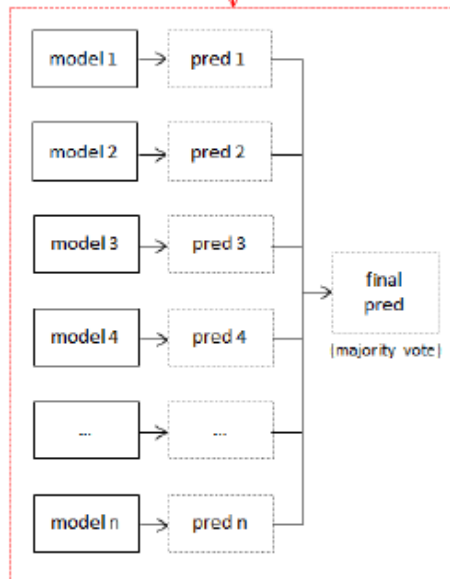 model 1
pred 1
model 2
pred 2
model 3
pred 3
final
pred
(majority vote)
model 4
pred 4
...
...
model n
pred n